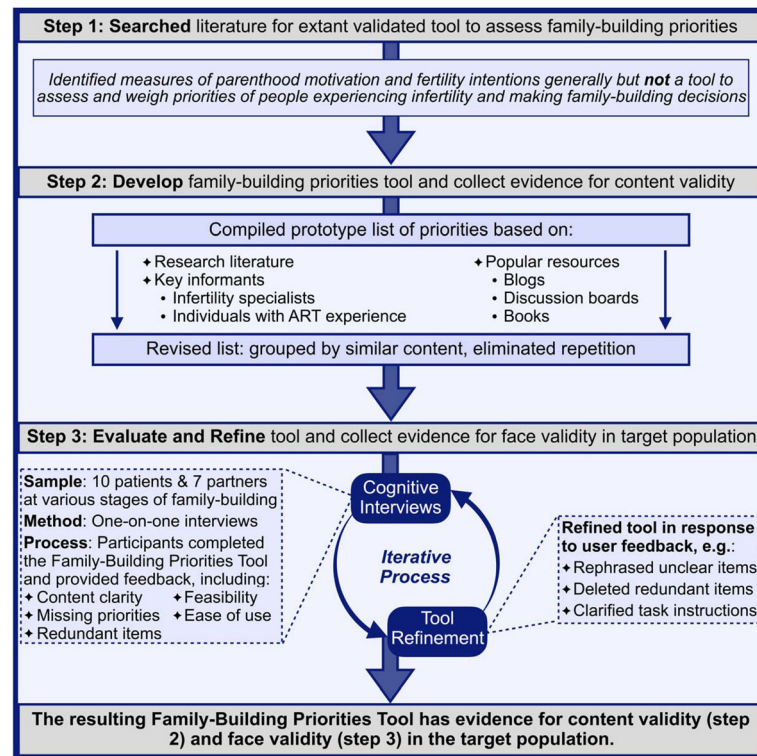 Step 1: Searched literature for extant validated tool to assess family-building priorities
Identified measures of parenthood motivation and fertility intentions generally but not a tool to
assess and weigh priorities of people experiencing infertility and making family-building decisions
Step 2: Develop family-building priorities tool and collect evidence for content validity
Compiled prototype list of priorities based on:
✦Research literature
✦Key informants
• Infertility specialists
• Individuals with ART experience
✦Popular resources
• Blogs
• Discussion boards
• Books
Revised list: grouped by similar content, eliminated repetition
Step 3: Evaluate and Refine tool and collect evidence for face validity in target population
Sample: 10 patients & 7 partners
at various stages of family-building
Method: One-on-one interviews
Process: Participants completed
the Family-Building Priorities Tool
and provided feedback, including:
✦Content clarity
✦Missing priorities
✦Redundant items
✦Feasibility
✦Ease of use
Cognitive
Interviews
Iterative
Process
Tool
Refinement
Refined tool in response
to user feedback, e.g.:
✦Rephrased unclear items
✦Deleted redundant items
✦Clarified task instructions
The resulting Family-Building Priorities Tool has evidence for content validity (step
2) and face validity (step 3) in the target population.